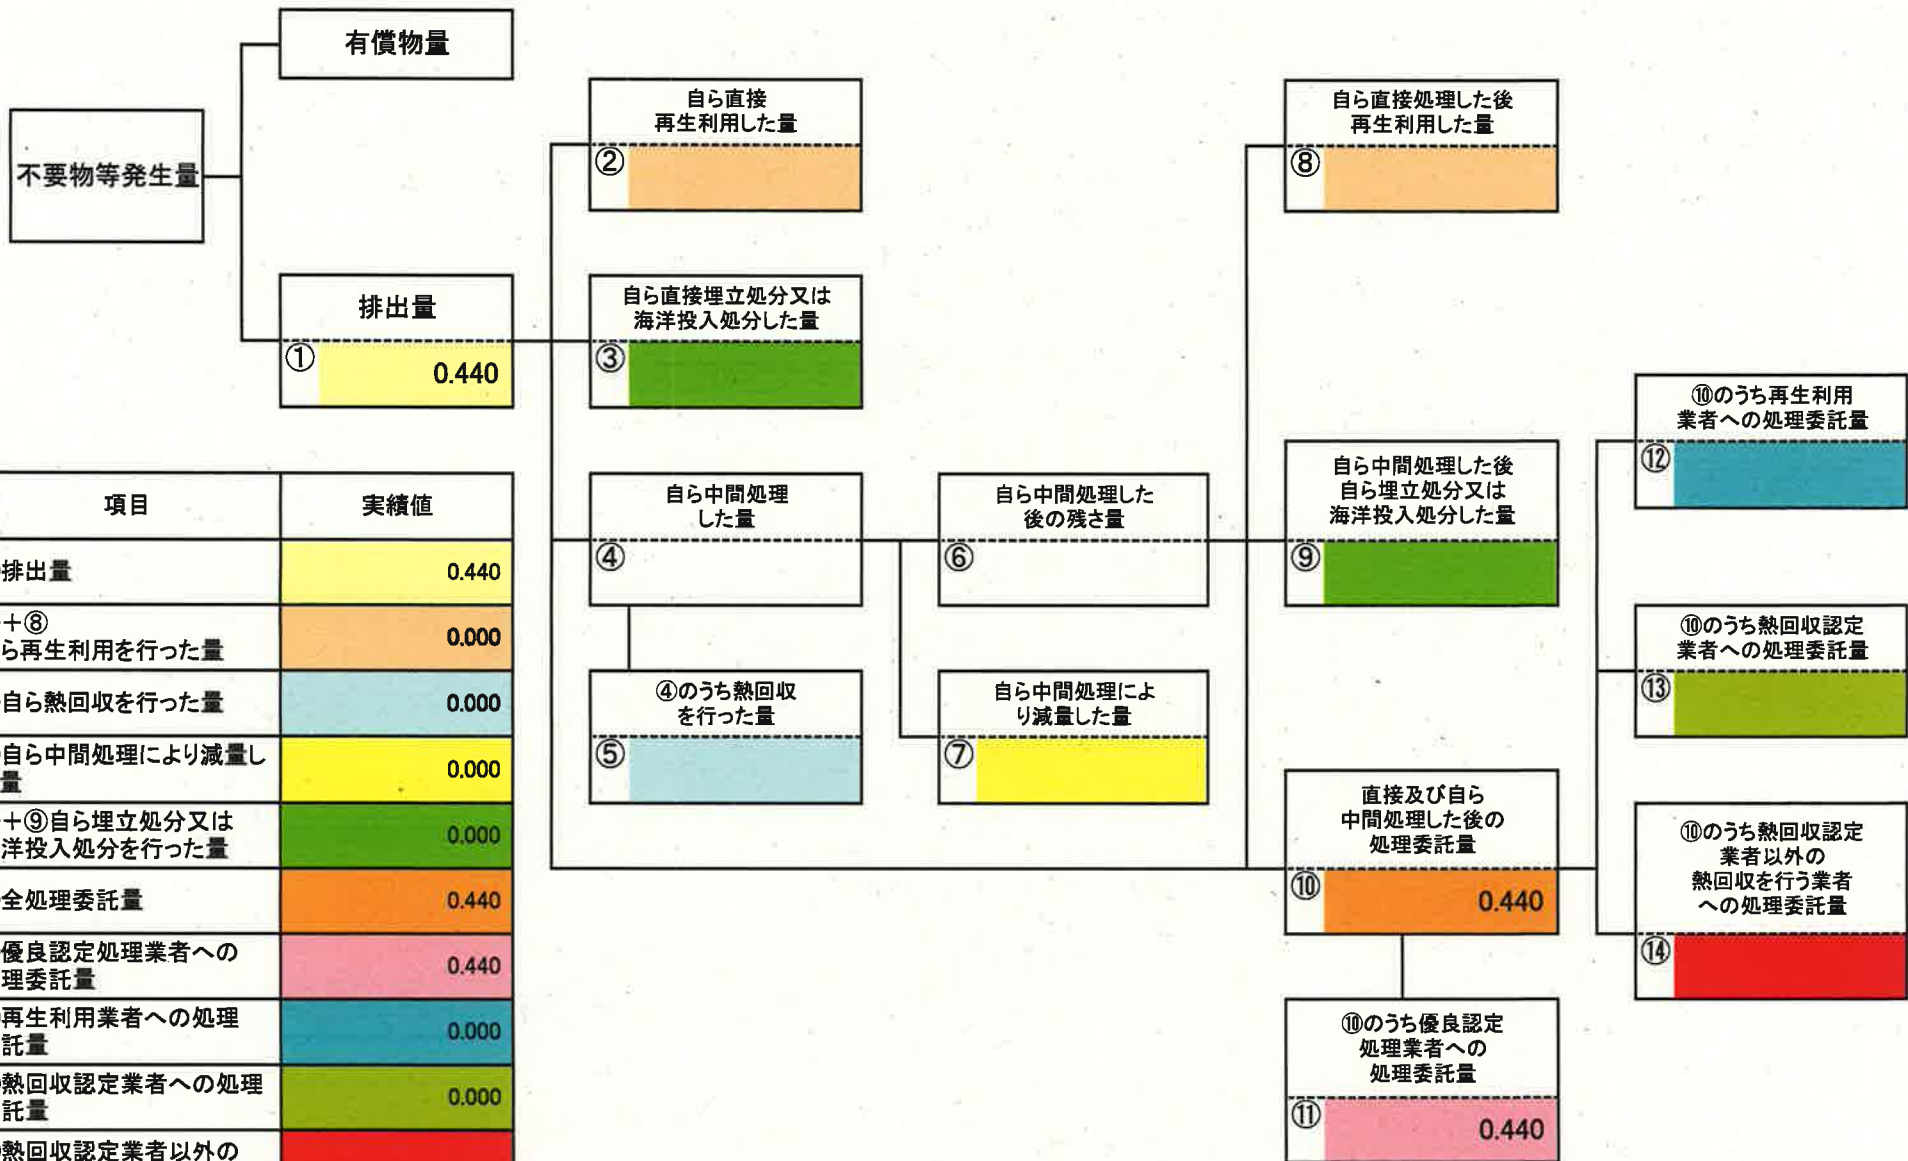 有償物量
不要物等発生量
排出量
①
0.440
自ら直接
再生利用した量
②
自ら直接埋立処分又は
海洋投入処分した量
③
自ら中間処理
した量
④
④のうち熱回収
を行った量
⑤
自ら中間処理した
後の残さ量
⑥
自ら中間処理によ
り減量した量
⑦
自ら直接処理した後
再生利用した量
⑧
自ら中間処理した後
自ら埋立処分又は
海洋投入処分した量
⑨
直接及び自ら
中間処理した後の
処理委託量
⑩
0.440
⑩のうち優良認定
処理業者への
処理委託量
⑪
0.440
⑩のうち再生利用
業者への処理委託量
⑫
⑩のうち熱回収認定
業者への処理委託量
⑬
⑩のうち熱回収認定
業者以外の
熱回収を行う業者
への処理委託量
⑭
項目 実績値
排出量 0.440
+⑧
ら再生利用を行った量 0.000
自ら熱回収を行った量 0.000
自ら中間処理により減量し
量 0.000
+⑨自ら埋立処分又は
洋投入処分を行った量 0.000
全処理委託量 0.440
優良認定処理業者への
理委託量 0.440
再生利用業者への処理
託量 0.000
熱回収認定業者への処理
託量 0.000
熱回収認定業者以外の